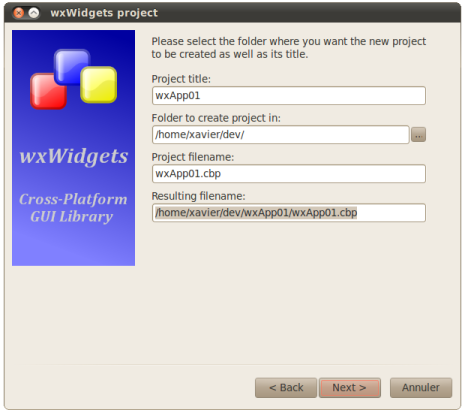 wxWidgets project
Please select the folder where you want the new project
to be created as well as its title.
Project title:
wxApp01
Folder to create project in:
/home/xavier/dev/
...
Project filename:
wxApp01.cbp
Resulting filename:
/home/xavier/dev/wxApp01/wxApp01.cbp
wxWidgets
Cross-Platform
GUI Library
< Back
Next >
Annuler